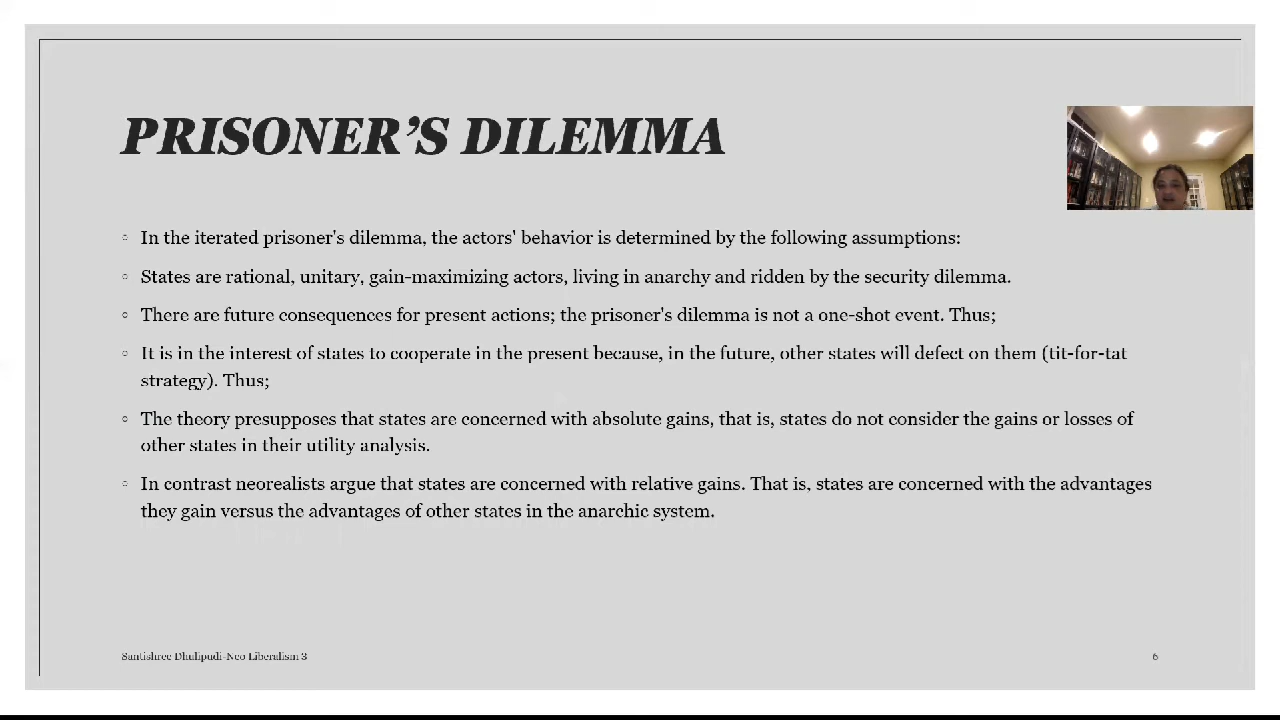 PRISONER’S DILEMMA
In the iterated prisoner's dilemma, the actors' behavior is determined by the following assumptions:
States are rational, unitary, gain-maximizing actors, living in anarchy and ridden by the security dilemma.
There are future consequences for present actions; the prisoner's dilemma is not a one-shot event. Thus;
It is in the interest of states to cooperate in the present because, in the future, other states will defect on them (tit-for-tat
strategy). Thus;
The theory presupposes that states are concerned with absolute gains, that is, states do not consider the gains or losses of
other states in their utility analysis.
In contrast neorealists argue that states are concerned with relative gains. That is, states are concerned with the advantages
they gain versus the advantages of other states in the anarchic system.
Santishree Dhulipudi-Neo Liberalism 3
6